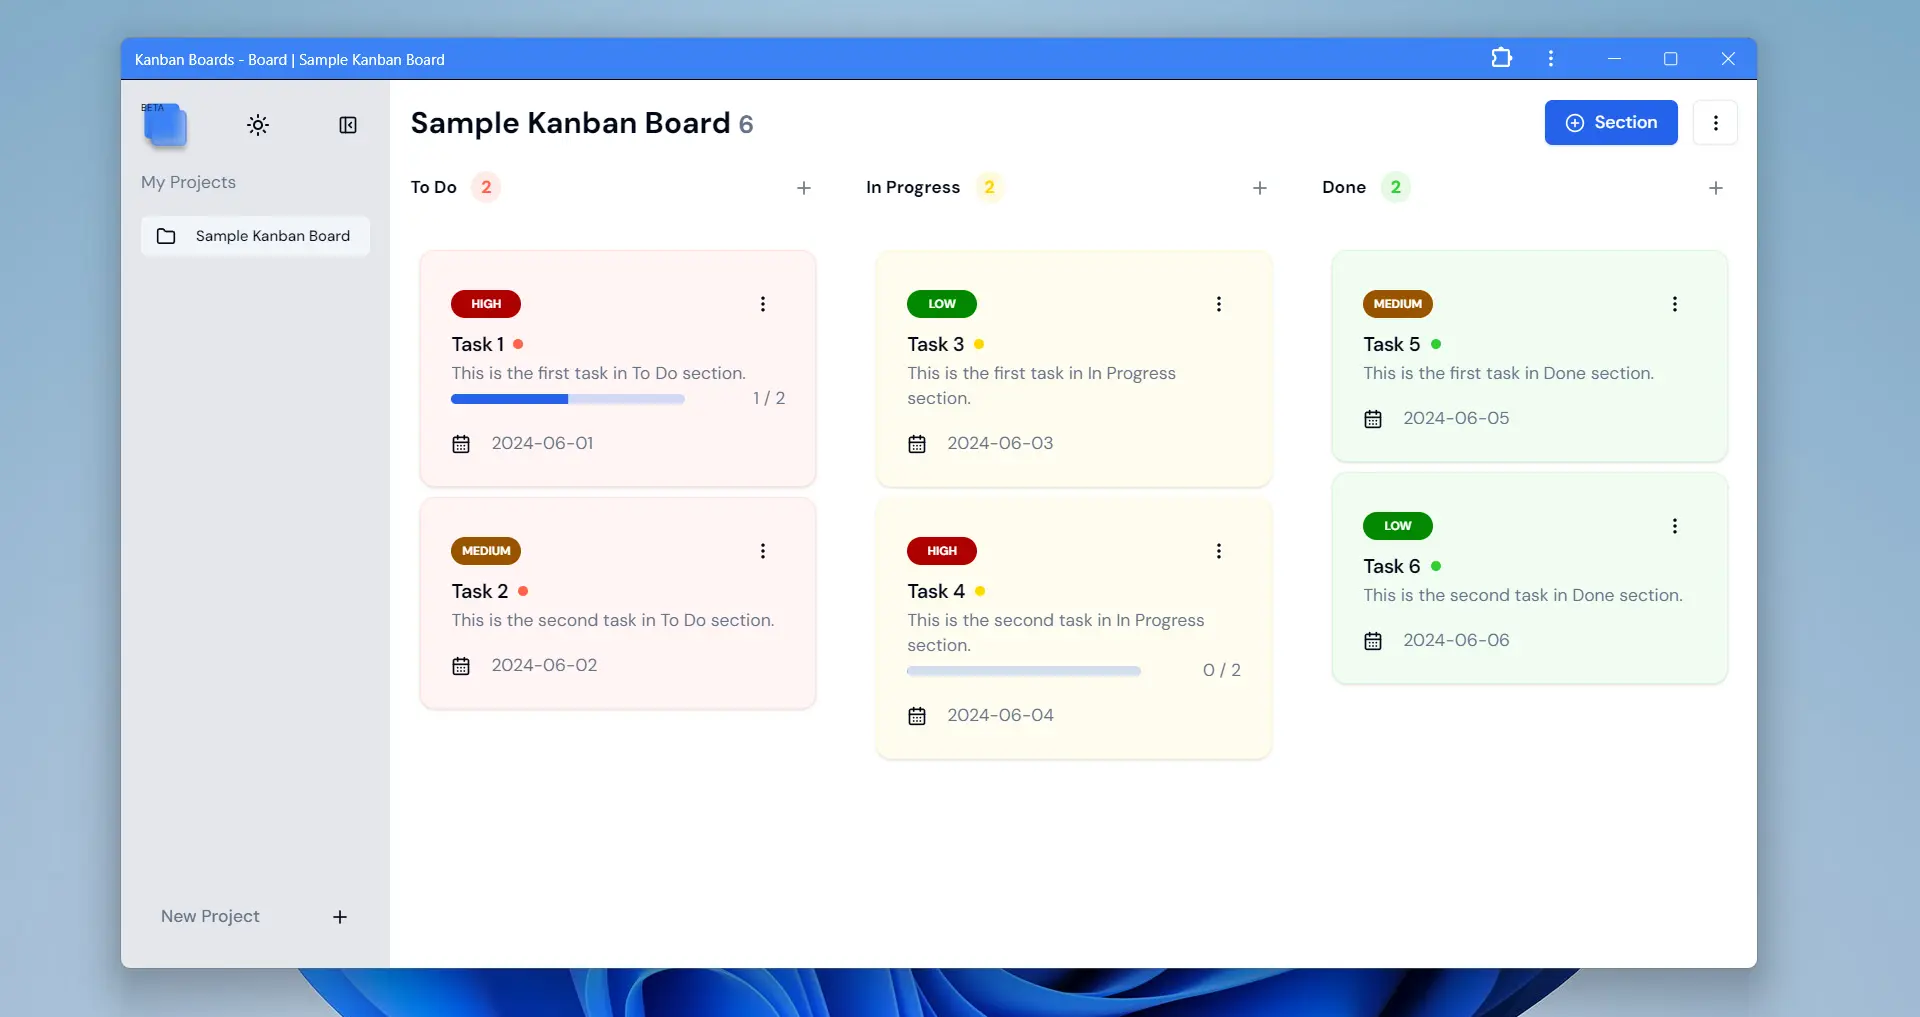 Kanban Boards - Board | Sample Kanban Board
BETA
My Projects
Sample Kanban Board
New Project
Sample Kanban Board 6
Section
To Do 2
HIGH
Task 1
This is the first task in To Do section.
1 / 2
2024-06-01
MEDIUM
Task 2
This is the second task in To Do section.
2024-06-02
In Progress 2
LOW
Task 3
This is the first task in In Progress
section.
2024-06-03
HIGH
Task 4
This is the second task in In Progress
section.
0 / 2
2024-06-04
Done 2
MEDIUM
Task 5
This is the first task in Done section.
2024-06-05
LOW
Task 6
This is the second task in Done section.
2024-06-06